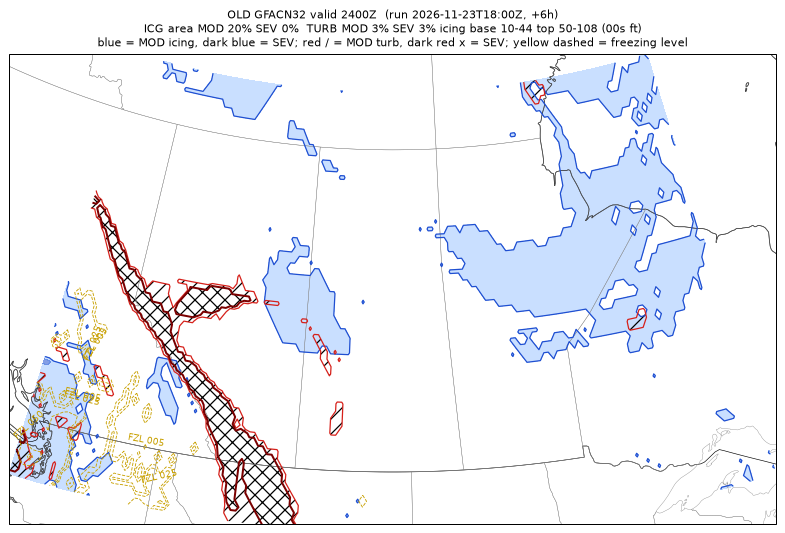 OLD GFACN32 valid 2400Z (run 2026-11-23T18:00Z, +6h)
ICG area MOD 20% SEV 0% TURB MOD 3% SEV 3% icing base 10-44 top 50-108 (00s ft)
blue = MOD icing, dark blue = SEV; red / = MOD turb, dark red x = SEV; yellow dashed = freezing level
FZL 005